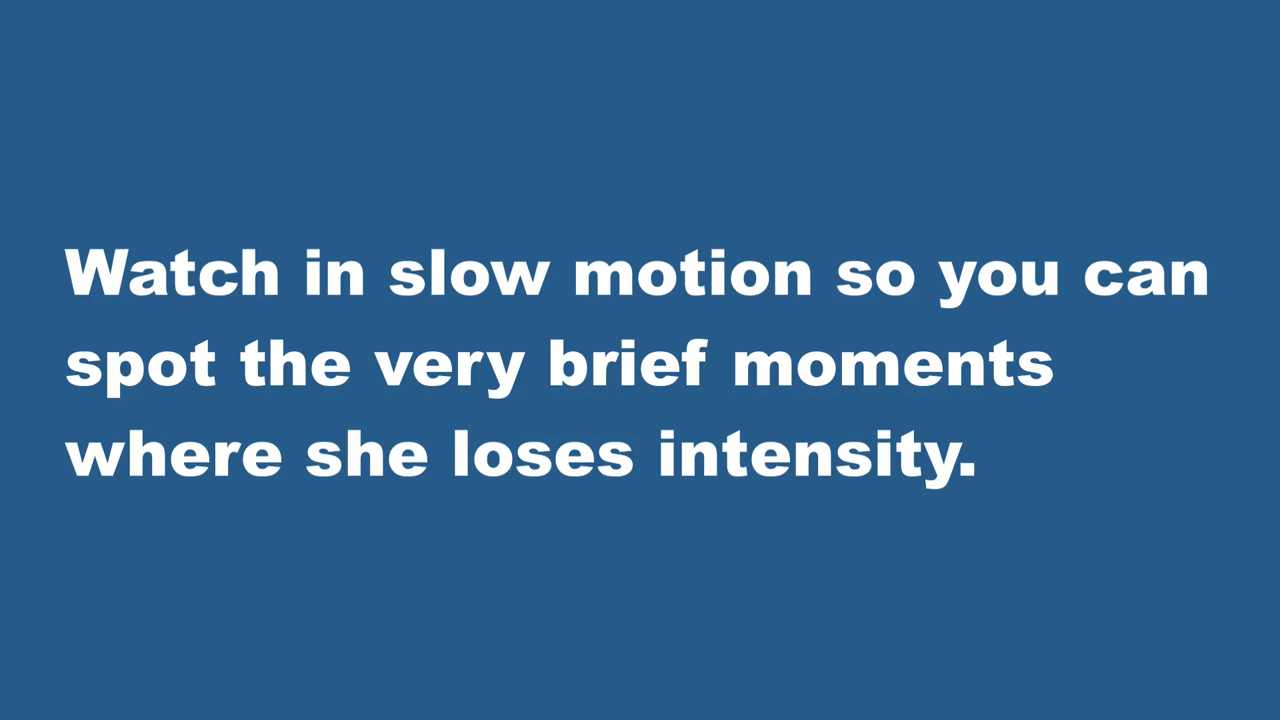 Watch in slow motion so you can
spot the very brief moments
where she loses intensity.